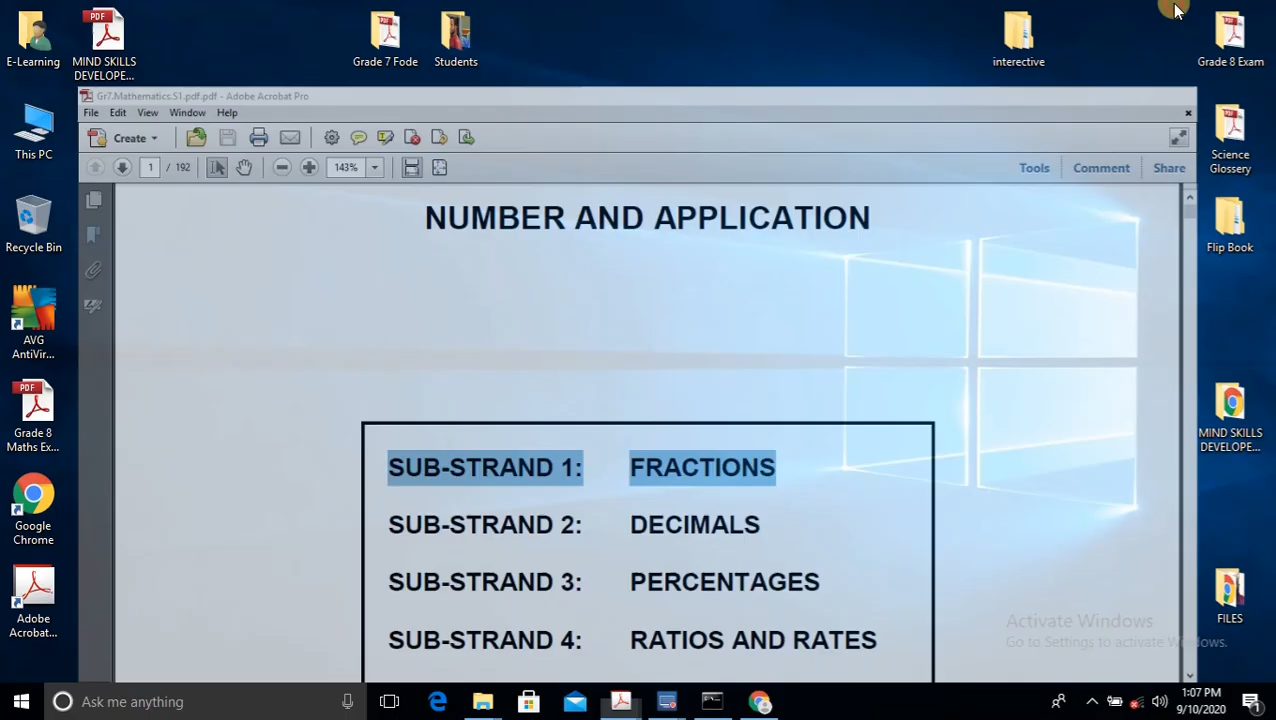 E-Learning
PDF
MIND SKILLS
DEVELOPE...
Grade 7 Fode
Students
interective
Grade 8 Exam
Gr7.Mathematics.S1.pdf.pdf - Adobe Acrobat Pro
File Edit View Window Help
Create
1 / 192
143%
Tools Comment Share
This PC
Science
Glossery
Recycle Bin
Flip Book
AVG
AntiVir...
PDF
Grade 8
Maths Ex...
MIND SKILLS
DEVELOPE...
Google
Chrome
Adobe
Acrobat...
FILES
NUMBER AND APPLICATION
SUB-STRAND 1: FRACTIONS
SUB-STRAND 2: DECIMALS
SUB-STRAND 3: PERCENTAGES
SUB-STRAND 4: RATIOS AND RATES
Activate Windows
Go to Settings to activate Windows.
Ask me anything
1:07 PM
9/10/2020
1